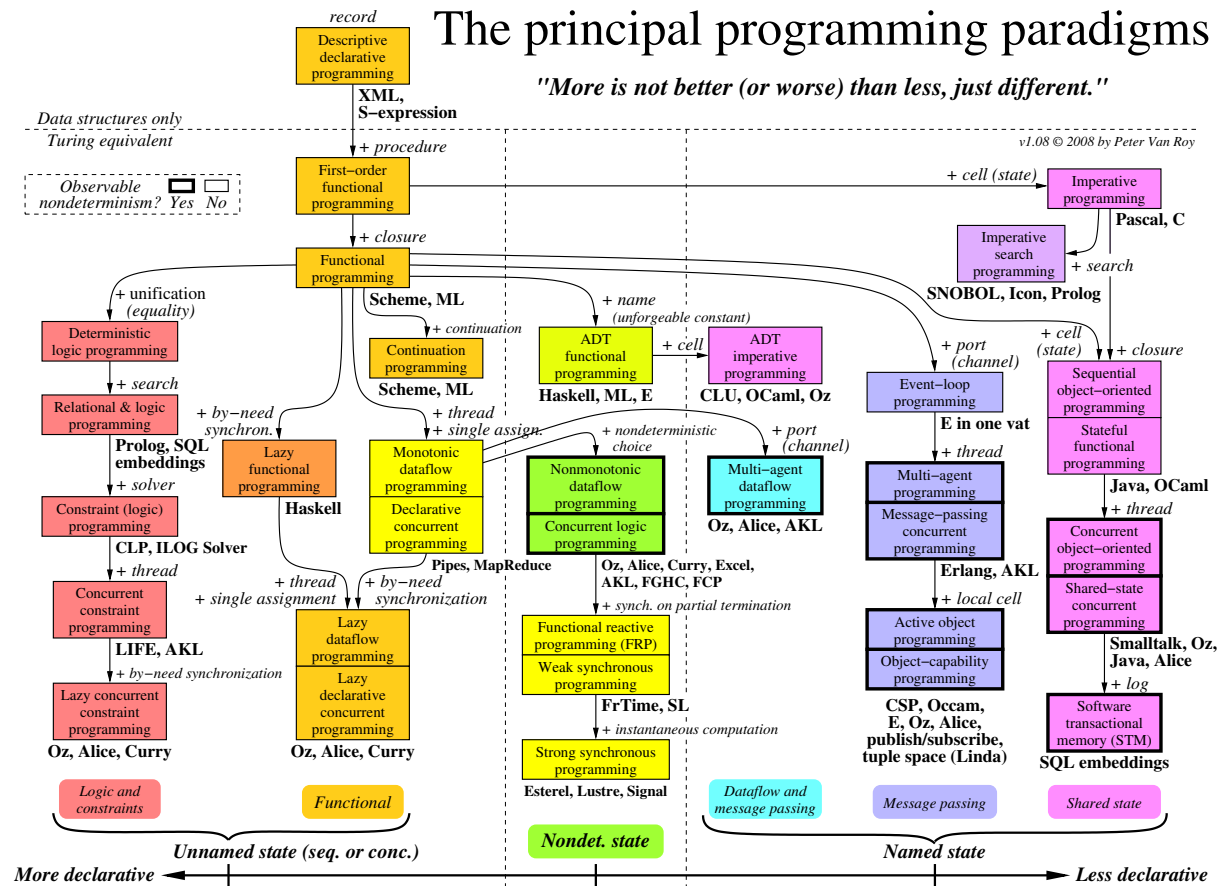 The principal programming paradigms
"More is not better (or worse) than less, just different."
v1.08 © 2008 by Peter Van Roy
record
Descriptive
declarative
programming
XML,
S−expression
Data structures only
Turing equivalent
+ procedure
Observable
nondeterminism? Yes No
First−order
functional
programming
+ cell (state)
Imperative
programming
Pascal, C
Imperative
search
programming
+ search
SNOBOL, Icon, Prolog
+ closure
Functional
programming
Scheme, ML
+ unification
(equality)
Deterministic
logic programming
+ search
Relational & logic
programming
Prolog, SQL
embeddings
+ solver
Constraint (logic)
programming
CLP, ILOG Solver
+ thread
Concurrent
constraint
programming
LIFE, AKL
+ by−need synchronization
Lazy concurrent
constraint
programming
Oz, Alice, Curry
+ continuation
Continuation
programming
Scheme, ML
+ by−need
synchron.
Lazy
functional
programming
Haskell
+ thread
+ single assignment
+ thread
+ single assign.
Monotonic
dataflow
programming
Declarative
concurrent
programming
Pipes, MapReduce
+ by−need
synchronization
Lazy
dataflow
programming
Lazy
declarative
concurrent
programming
Oz, Alice, Curry
+ name
(unforgeable constant)
ADT
functional
programming
Haskell, ML, E
+ cell
ADT
imperative
programming
CLU, OCaml, Oz
+ nondeterministic
choice
Nonmonotonic
dataflow
programming
Concurrent logic
programming
Oz, Alice, Curry, Excel,
AKL, FGHC, FCP
+ synch. on partial termination
Functional reactive
programming (FRP)
Weak synchronous
programming
FrTime, SL
+ instantaneous computation
Strong synchronous
programming
Esterel, Lustre, Signal
+ port
(channel)
Multi−agent
dataflow
programming
Oz, Alice, AKL
+ port
(channel)
Event−loop
programming
E in one vat
+ thread
Multi−agent
programming
Message−passing
concurrent
programming
Erlang, AKL
+ local cell
Active object
programming
Object−capability
programming
CSP, Occam,
E, Oz, Alice,
publish/subscribe,
tuple space (Linda)
+ cell
(state)
+ closure
Sequential
object−oriented
programming
Stateful
functional
programming
Java, OCaml
+ thread
Concurrent
object−oriented
programming
Shared−state
concurrent
programming
Smalltalk, Oz,
Java, Alice
+ log
Software
transactional
memory (STM)
SQL embeddings
Logic and
constraints
Functional
Dataflow and
message passing
Message passing
Shared state
Unnamed state (seq. or conc.)
Nondet. state
Named state
More declarative
Less declarative